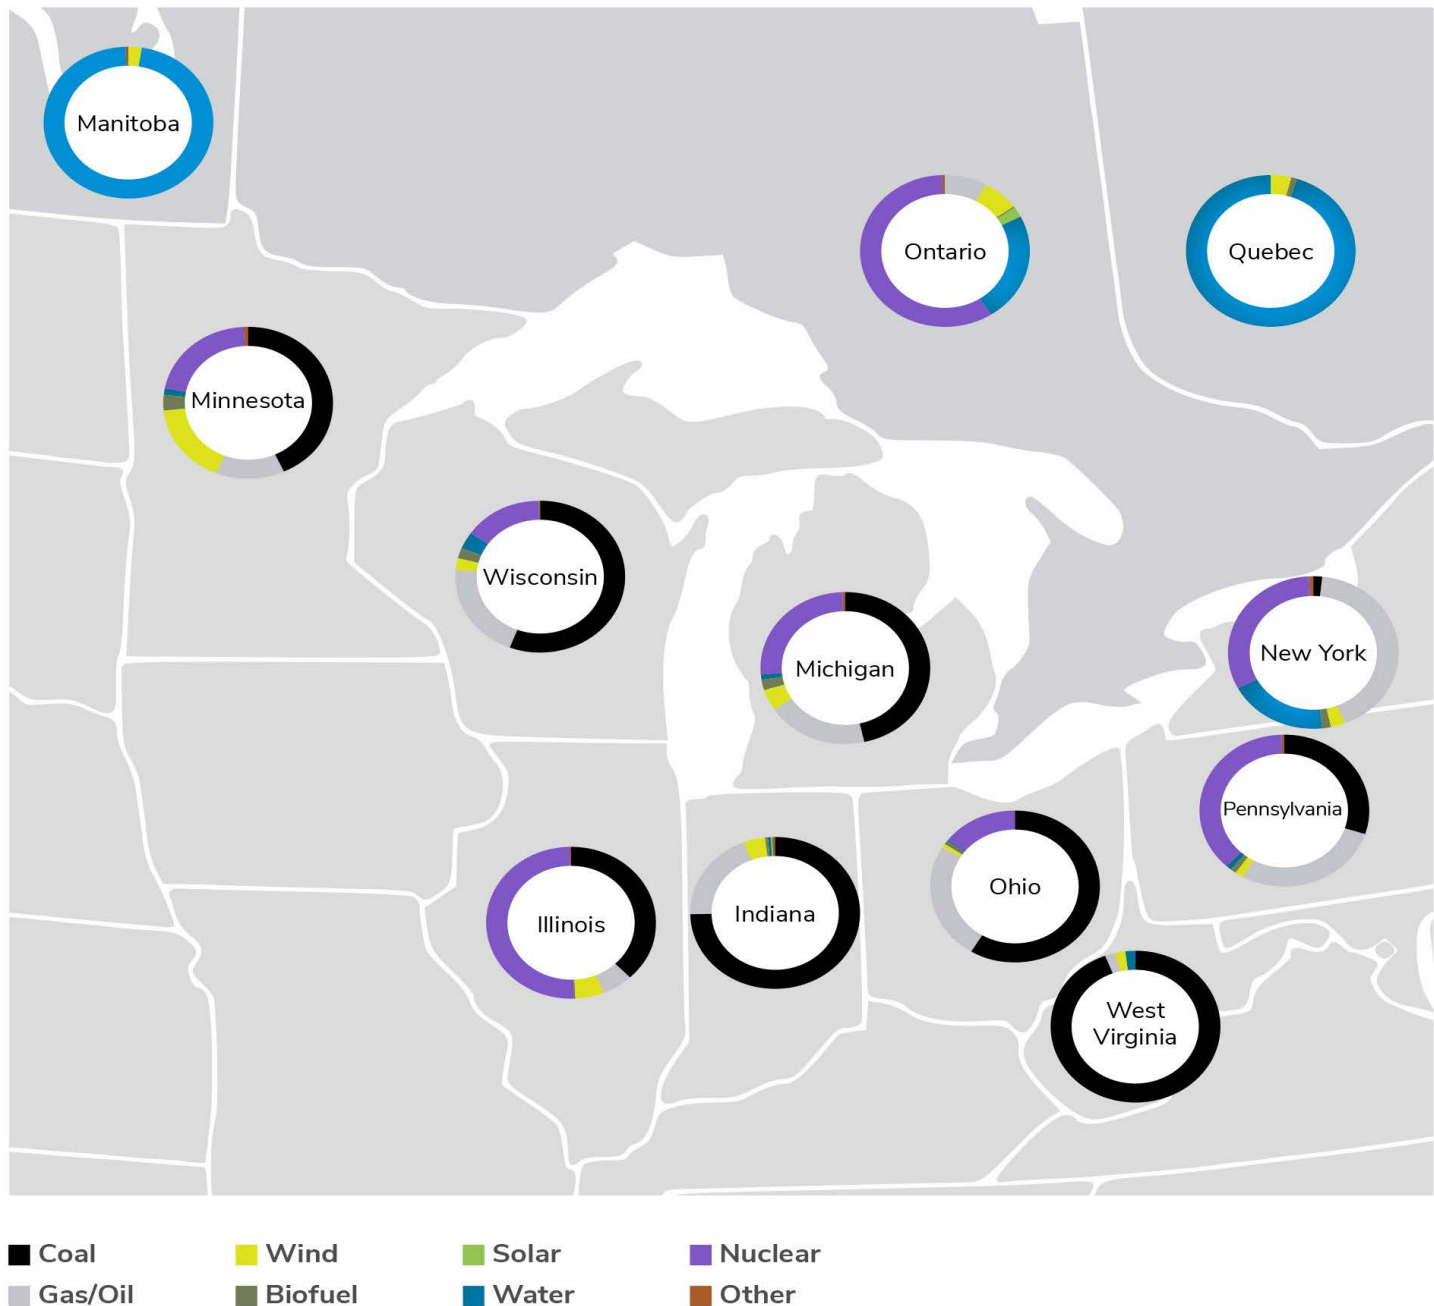 Manitoba
Ontario
Quebec
Minnesota
Wisconsin
Michigan
New York
Pennsylvania
Illinois
Indiana
Ohio
West
Virginia
Coal
Wind
Solar
Nuclear
Gas/Oil
Biofuel
Water
Other